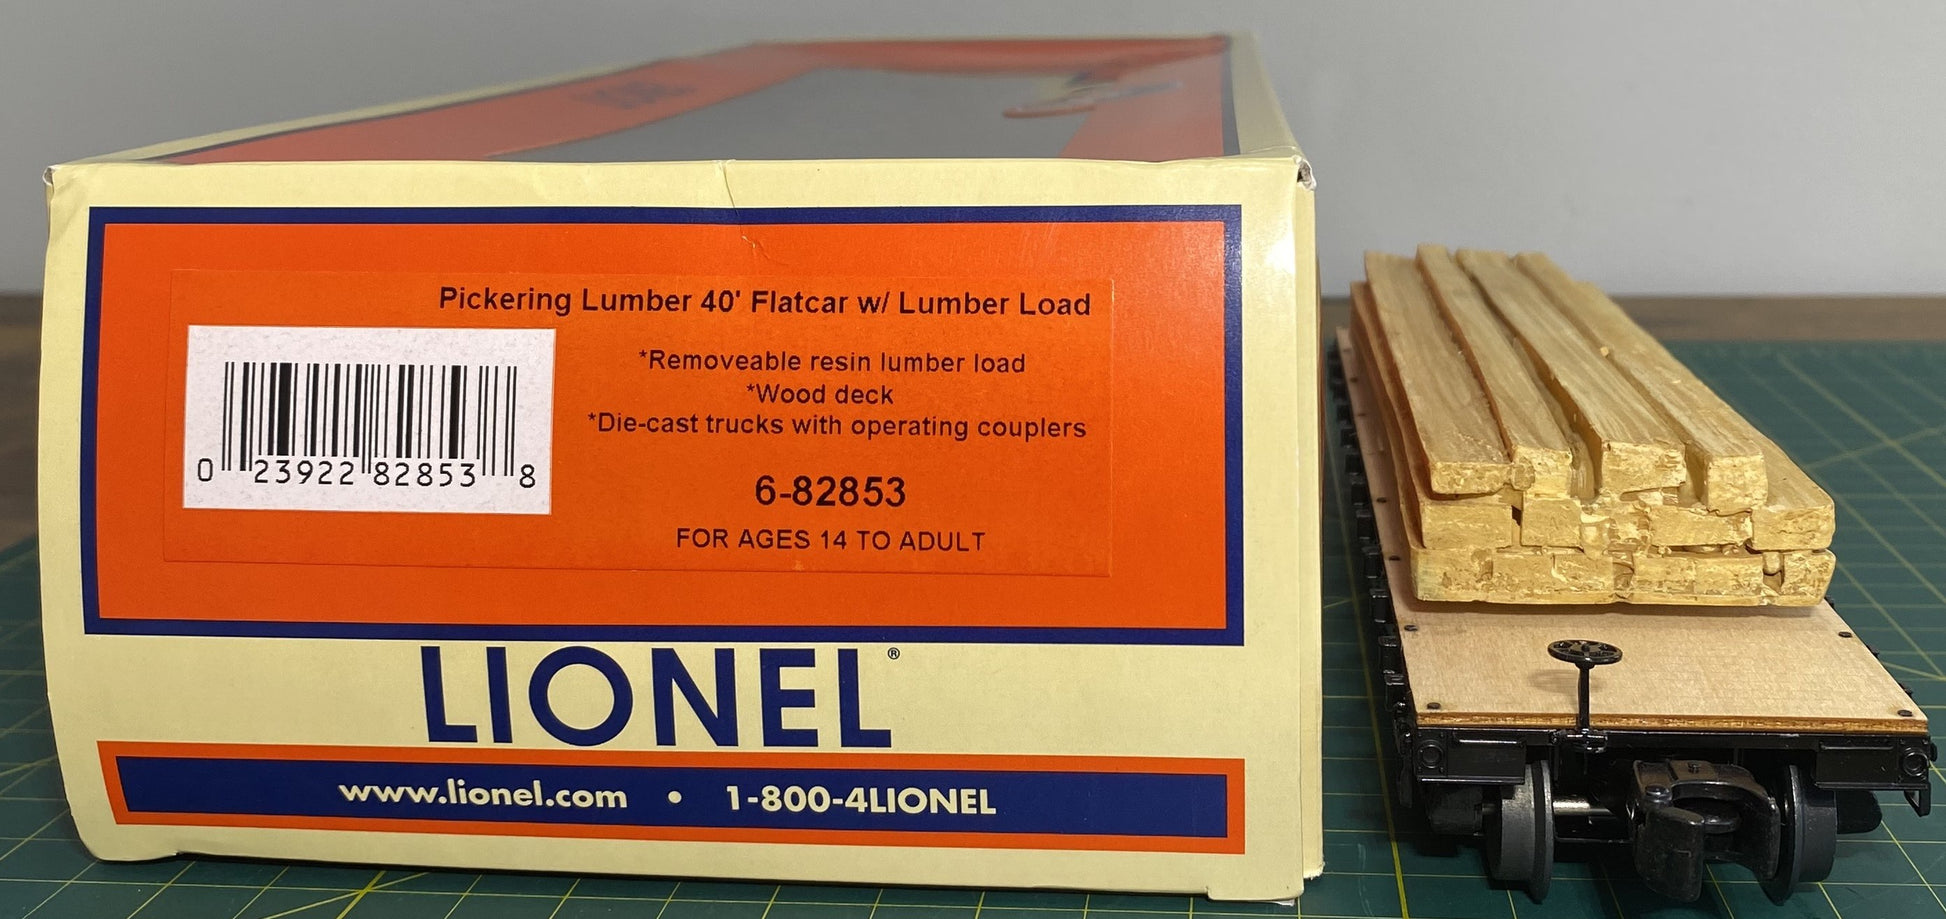 Pickering Lumber 40' Flatcar w/ Lumber Load
*Removeable resin lumber load
*Wood deck
*Die-cast trucks with operating couplers
0 23922 82853 8
6-82853
FOR AGES 14 TO ADULT
LIONEL®
www.lionel.com • 1-800-4LIONEL